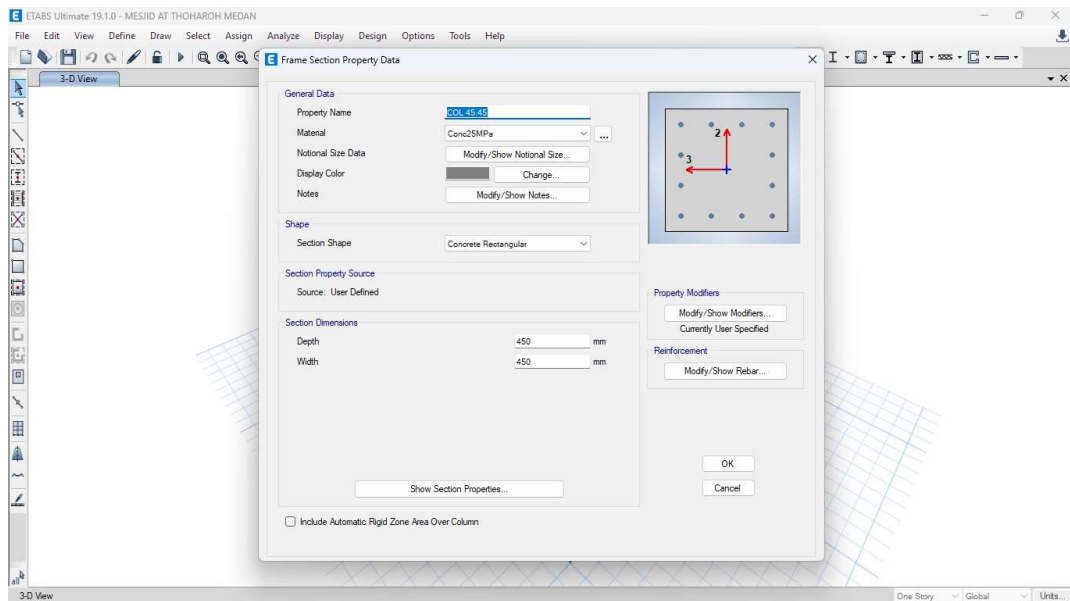 ETABS Ultimate 19.1.0 - MESJID AT THOHAROH MEDAN
File Edit View Define Draw Select Assign Analyze Display Design Options Tools Help
3-D View
Frame Section Property Data
General Data
Property Name COL 45.45
Material Conc25MPa ...
Notional Size Data Modify/Show Notional Size...
Display Color Change...
Notes Modify/Show Notes...
2
3
Shape
Section Shape Concrete Rectangular
Section Property Source
Source: User Defined
Section Dimensions
Depth 450 mm
Width 450 mm
Show Section Properties...
Include Automatic Rigid Zone Area Over Column
Property Modifiers
Modify/Show Modifiers...
Currently User Specified
Reinforcement
Modify/Show Rebar...
OK
Cancel
all
3-D View One Story Global Units...